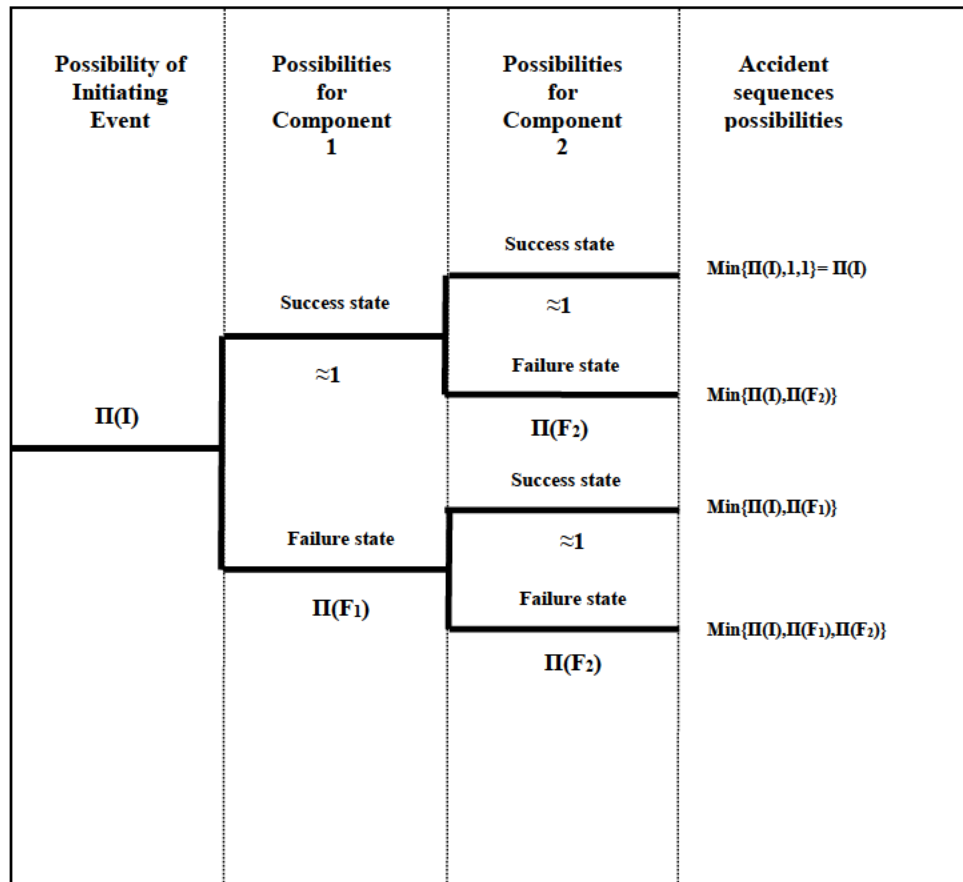 Possibility of
Initiating
Event
Possibilities
for
Component
1
Possibilities
for
Component
2
Accident
sequences
possibilities
Success state
Min{Π(I),1,1}= Π(I)
Success state
≈1
Failure state
≈1
Min{Π(I),Π(F₂)}
Π(I)
Π(F₂)
Success state
Min{Π(I),Π(F₁)}
Failure state
≈1
Failure state
Π(F₁)
Min{Π(I),Π(F₁),Π(F₂)}
Π(F₂)